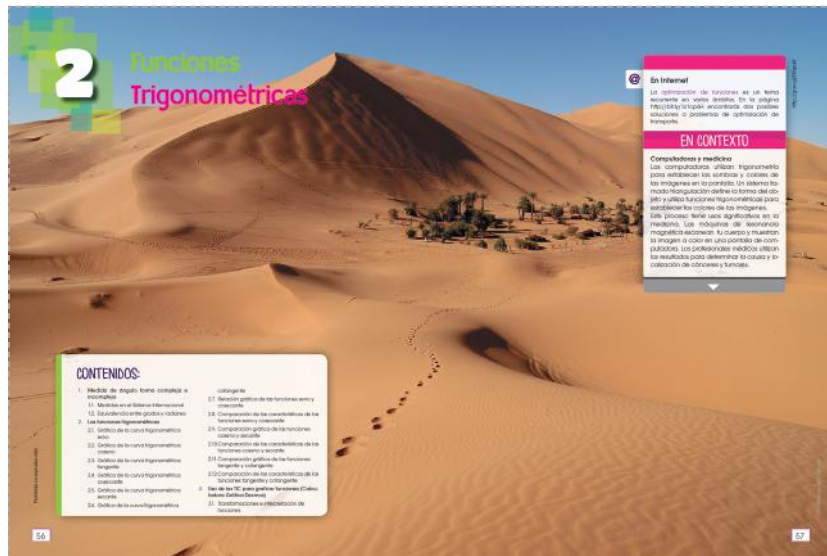 2
Funciones
Trigonométricas
@
En Internet
La optimización de funciones es un tema
recurrente en varios ámbitos. En la página
encontrarás dos posibles
soluciones a problemas de optimización de
transporte.
EN CONTEXTO
Computadoras y medicina
Las computadoras utilizan trigonometría
para establecer las sombras y colores de
las imágenes en la pantalla. Un sistema lla-
mado triangulación define la forma del ob-
jeto y utiliza funciones trigonométricas para
establecer los colores de las imágenes.
Este proceso tiene usos significativos en la
medicina. Las máquinas de resonancia
magnética escanean tu cuerpo y muestran
la imagen a color en una pantalla de com-
putadora. Los profesionales médicos utilizan
los resultados para determinar la causa y lo-
calización de cánceres y tumores.
CONTENIDOS:
1. Medida de ángulo forma compleja e
incompleja
1.1. Medidas en el Sistema Internacional
1.2. Equivalencia entre grados y radianes
2. Las funciones trigonométricas
2.1. Gráfica de la curva trigonométrica
seno
2.2. Gráfica de la curva trigonométrica
coseno
2.3. Gráfica de la curva trigonométrica
tangente
2.4. Gráfica de la curva trigonométrica
cosecante
2.5. Gráfica de la curva trigonométrica
secante
2.6. Gráfica de la curva trigonométrica
cotangente
2.7. Relación gráfica de las funciones seno y
cosecante
2.8. Comparación de las características de las
funciones seno y cosecante
2.9. Comparación gráfica de las funciones
coseno y secante
2.10. Comparación de las características de las
funciones coseno y secante
2.11. Comparación gráfica de las funciones
tangente y cotangente
2.12. Comparación de las características de las
funciones tangente y cotangente
3. Uso de las TIC para graficar funciones (Calcu-
ladora Gráfica Desmos)
3.1. Transformaciones e interpretación de
funciones
56
57